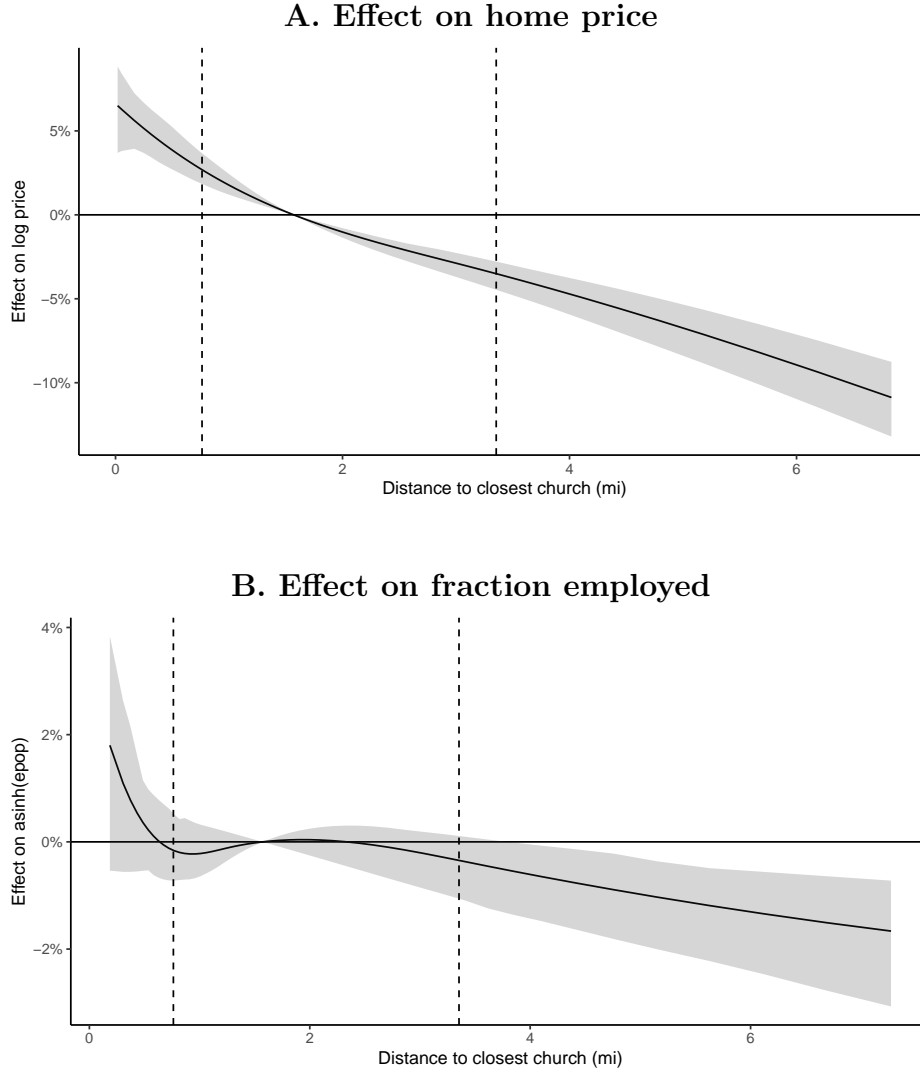 A. Effect on home price
5%
0%
−5%
−10%
Effect on log price
0 2 4 6
Distance to closest church (mi)
B. Effect on fraction employed
4%
2%
0%
−2%
Effect on asinh(epop)
0 2 4 6
Distance to closest church (mi)